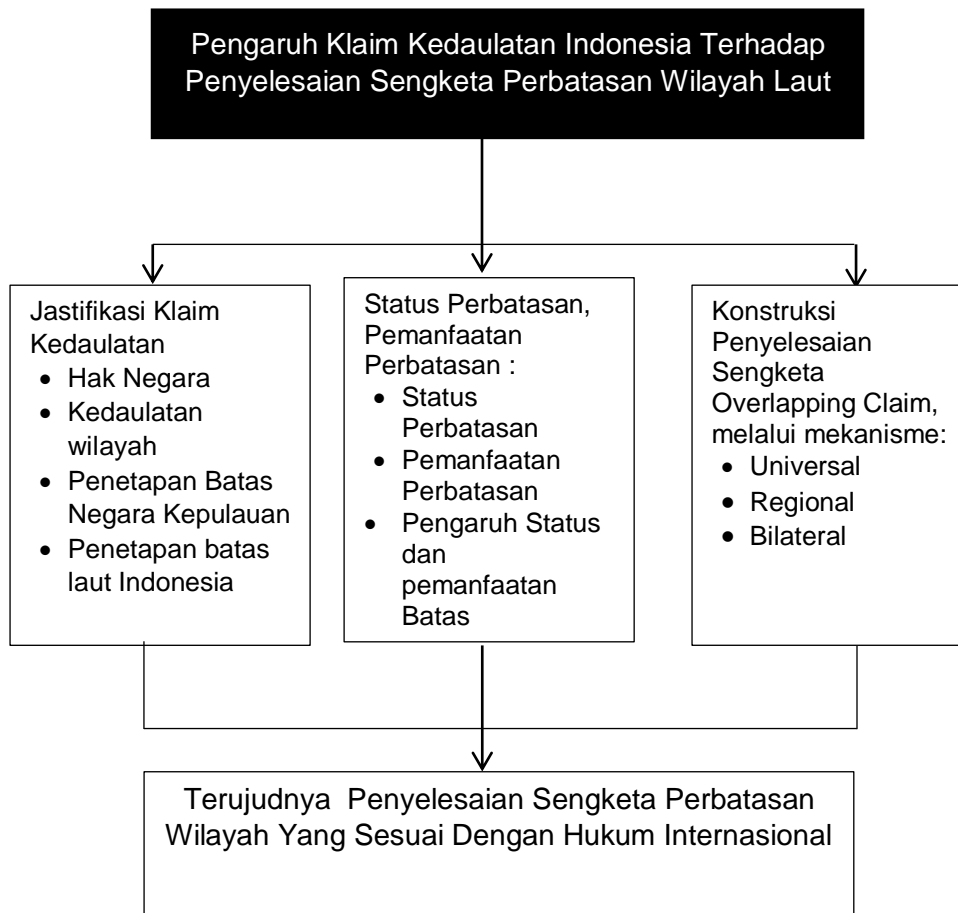 Pengaruh Klaim Kedaulatan Indonesia Terhadap
Penyelesaian Sengketa Perbatasan Wilayah Laut
Jastifikasi Klaim
Kedaulatan
• Hak Negara
• Kedaulatan
wilayah
• Penetapan Batas
Negara Kepulauan
• Penetapan batas
laut Indonesia
Status Perbatasan,
Pemanfaatan
Perbatasan :
• Status
Perbatasan
• Pemanfaatan
Perbatasan
• Pengaruh Status
dan
pemanfaatan
Batas
Konstruksi
Penyelesaian
Sengketa
Overlapping Claim,
melalui mekanisme:
• Universal
• Regional
• Bilateral
Terujudnya Penyelesaian Sengketa Perbatasan
Wilayah Yang Sesuai Dengan Hukum Internasional